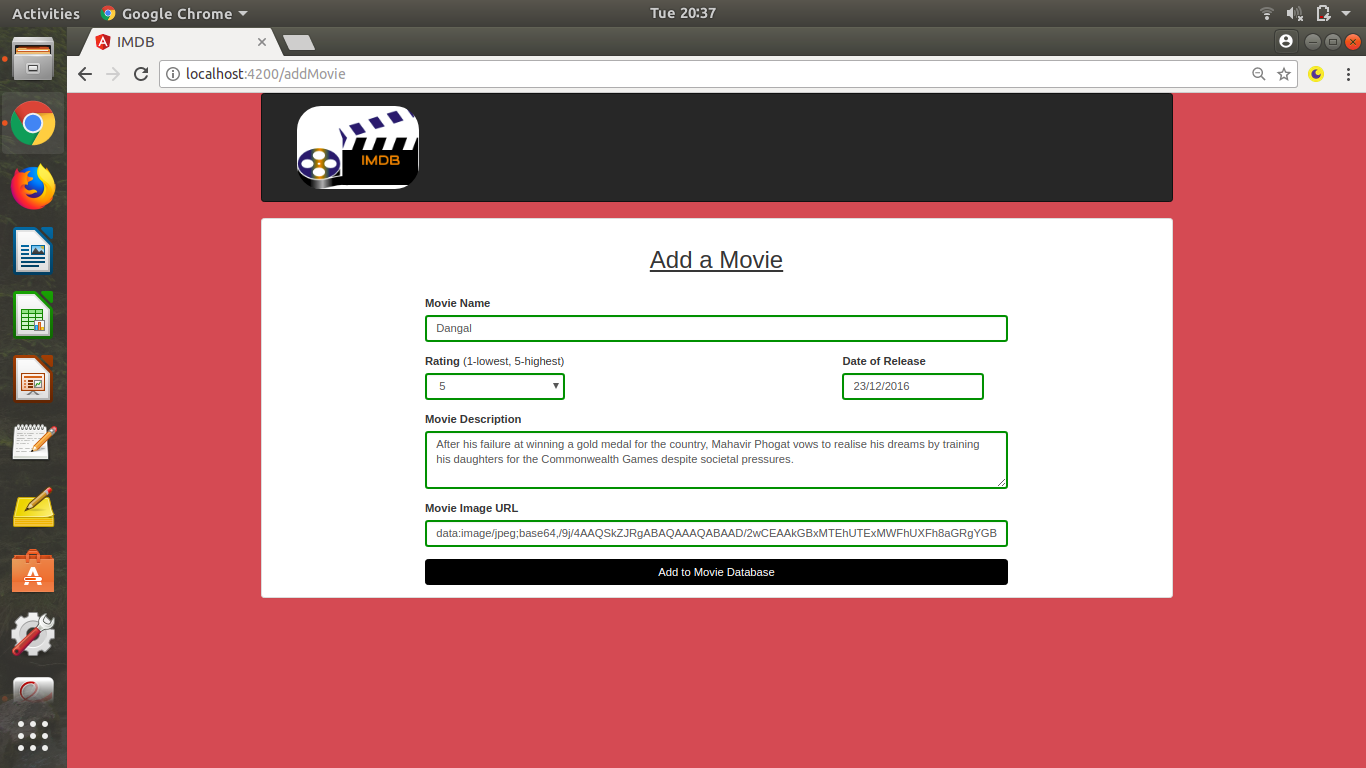 Activities Google Chrome Tue 20:37
IMDB
localhost:4200/addMovie
IMDB
Add a Movie
Movie Name
Dangal
Rating (1-lowest, 5-highest) Date of Release
5 23/12/2016
Movie Description
After his failure at winning a gold medal for the country, Mahavir Phogat vows to realise his dreams by training
his daughters for the Commonwealth Games despite societal pressures.
Movie Image URL
data:image/jpeg;base64,/9j/4AAQSkZJRgABAQAAAQABAAD/2wCEAAkGBxMTEhUTExMWFhUXFh8aGRgYGB
Add to Movie Database